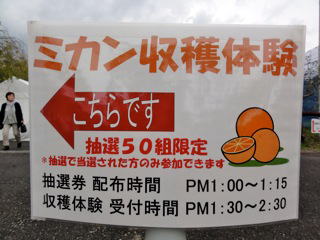 ミカン収穫体験
こちらです
抽選50組限定
*抽選で当選された方のみ参加できます
抽選券 配布時間 PM1:00~1:15
収穫体験 受付時間 PM1:30~2:30